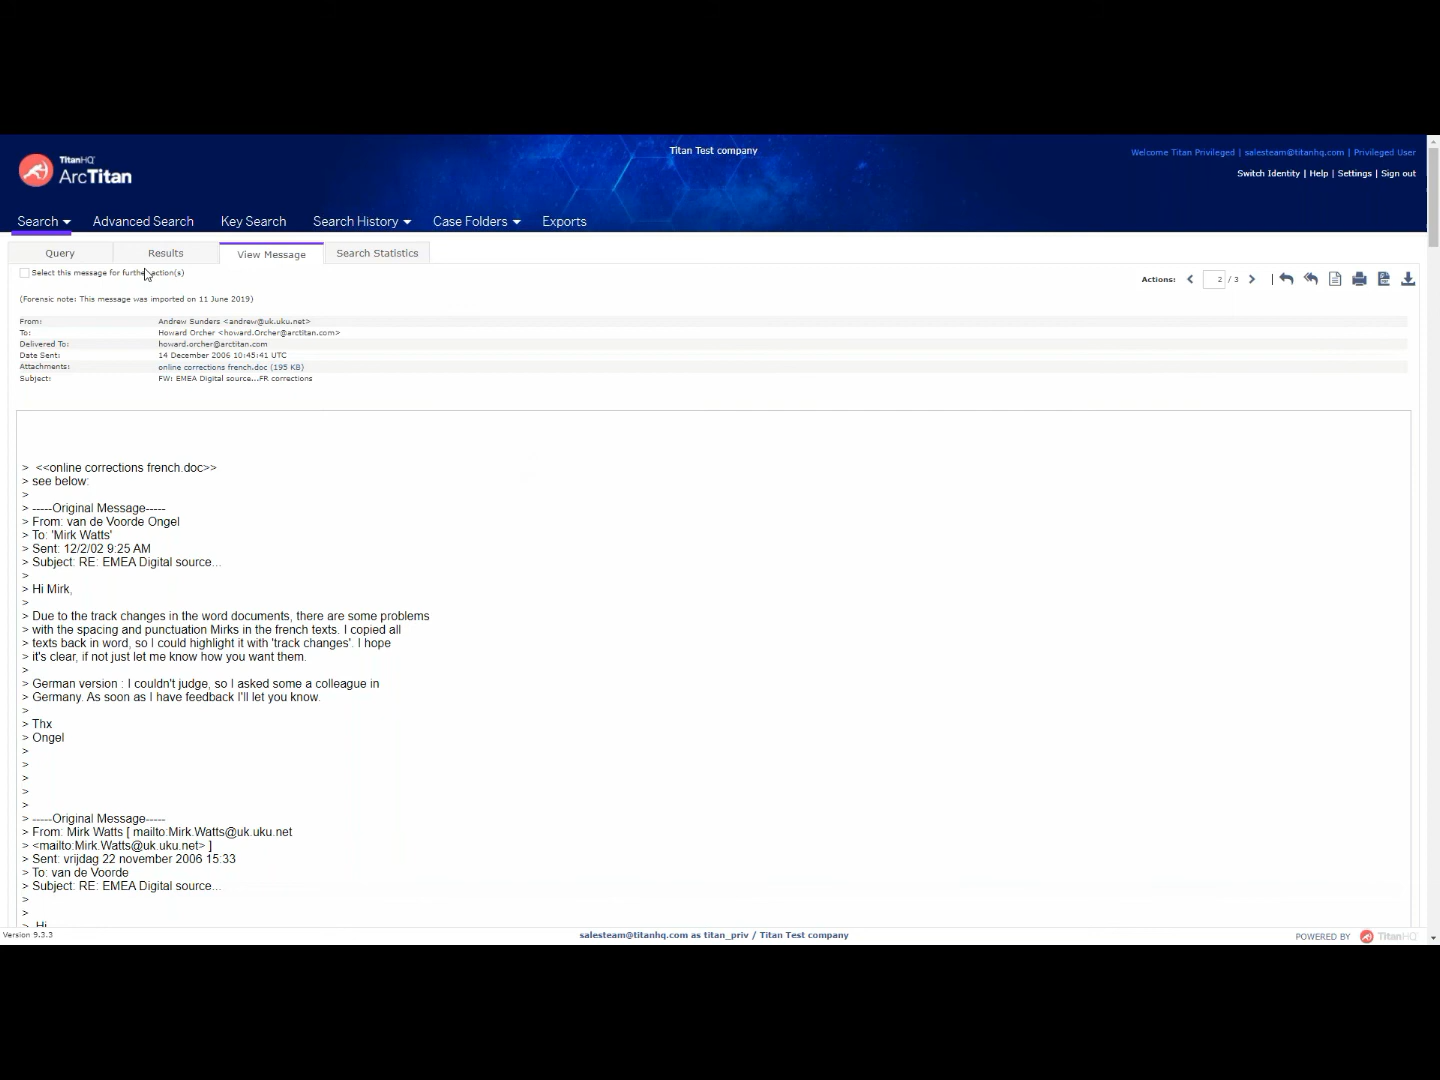 TitanHQ
ArcTitan
Titan Test company
Welcome Titan Privileged | salesteam@titanhq.com | Privileged User
Switch Identity | Help | Settings | Sign out
Search Advanced Search Key Search Search History Case Folders Exports
Query Results View Message Search Statistics
Select this message for further action(s)
Actions: 2 / 3
(Forensic note: This message was imported on 11 June 2019)
From: Andrew Sunders <andrew@uk.uku.net>
To: Howard Orcher <howard.Orcher@arctitan.com>
Delivered To: howard.orcher@arctitan.com
Date Sent: 14 December 2006 10:45:41 UTC
Attachments: online corrections french.doc (195 KB)
Subject: FW: EMEA Digital source...FR corrections
> <<online corrections french.doc>>
> see below:
>
> -----Original Message-----
> From: van de Voorde Ongel
> To: 'Mirk Watts'
> Sent: 12/2/02 9:25 AM
> Subject: RE: EMEA Digital source...
>
> Hi Mirk,
>
> Due to the track changes in the word documents, there are some problems
> with the spacing and punctuation Mirks in the french texts. I copied all
> texts back in word, so I could highlight it with 'track changes'. I hope
> it's clear, if not just let me know how you want them.
>
> German version : I couldn't judge, so I asked some a colleague in
> Germany. As soon as I have feedback I'll let you know.
>
> Thx
> Ongel
>
>
>
>
>
> -----Original Message-----
> From: Mirk Watts [ mailto:Mirk.Watts@uk.uku.net
> <mailto:Mirk.Watts@uk.uku.net> ]
> Sent: vrijdag 22 november 2006 15:33
> To: van de Voorde
> Subject: RE: EMEA Digital source...
>
>
> Hi
Version 9.3.3
salesteam@titanhq.com as titan_priv / Titan Test company
POWERED BY TitanHQ